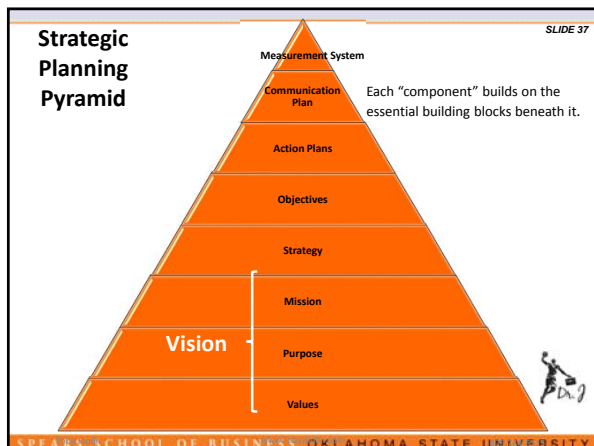 SLIDE 37
Strategic
Planning
Pyramid
Measurement System
Communication
Plan
Each “component” builds on the
essential building blocks beneath it.
Action Plans
Objectives
Strategy
Mission
Vision
Purpose
Values
Dr. J
SPEARS SCHOOL OF BUSINESS OKLAHOMA STATE UNIVERSITY